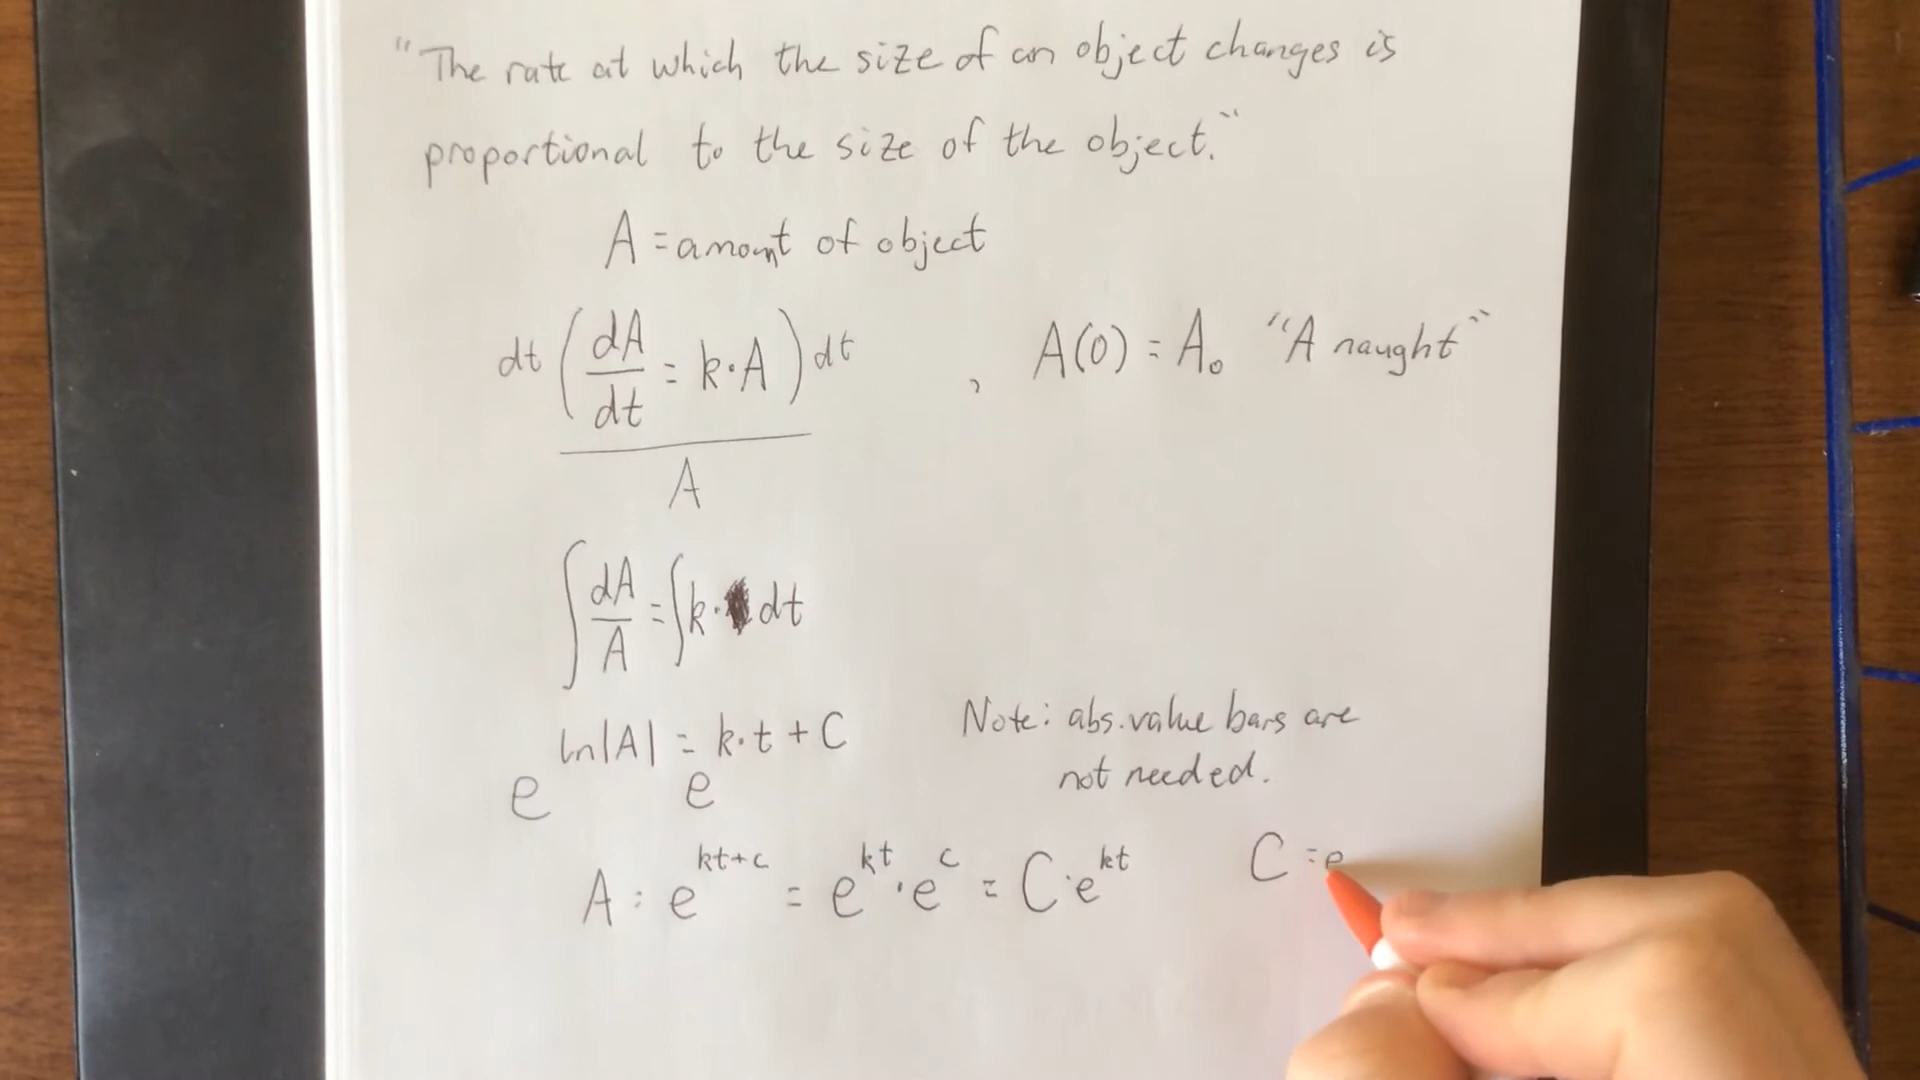 "The rate at which the size of an object changes is
proportional to the size of the object."
A = amount of object
dt ( dA/dt = k·A ) dt , A(0) = A₀ "A naught"
A
∫ dA/A = ∫ k· dt
ln|A| = k·t + C
e e
Note: abs. value bars are
not needed.
A = e^(kt+c) = e^(kt) · e^c = C·e^(kt)
C = e